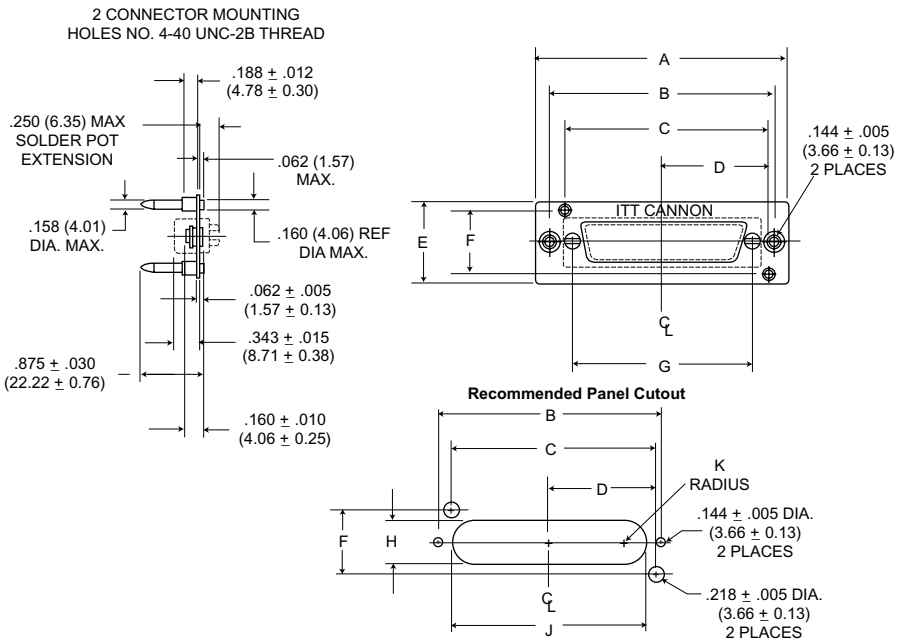 2 CONNECTOR MOUNTING
HOLES NO. 4-40 UNC-2B THREAD
.188 ± .012
(4.78 ± 0.30)
.250 (6.35) MAX
SOLDER POT
EXTENSION
.062 (1.57)
MAX.
.158 (4.01)
DIA. MAX.
.160 (4.06) REF
DIA MAX.
.062 ± .005
(1.57 ± 0.13)
.343 ± .015
(8.71 ± 0.38)
.875 ± .030
(22.22 ± 0.76)
.160 ± .010
(4.06 ± 0.25)
A
B
C
D
.144 ± .005
(3.66 ± 0.13)
2 PLACES
ITT CANNON
E
F
CL
G
Recommended Panel Cutout
B
C
D
K
RADIUS
F
H
.144 ± .005 DIA.
(3.66 ± 0.13)
2 PLACES
CL
J
.218 ± .005 DIA.
(3.66 ± 0.13)
2 PLACES